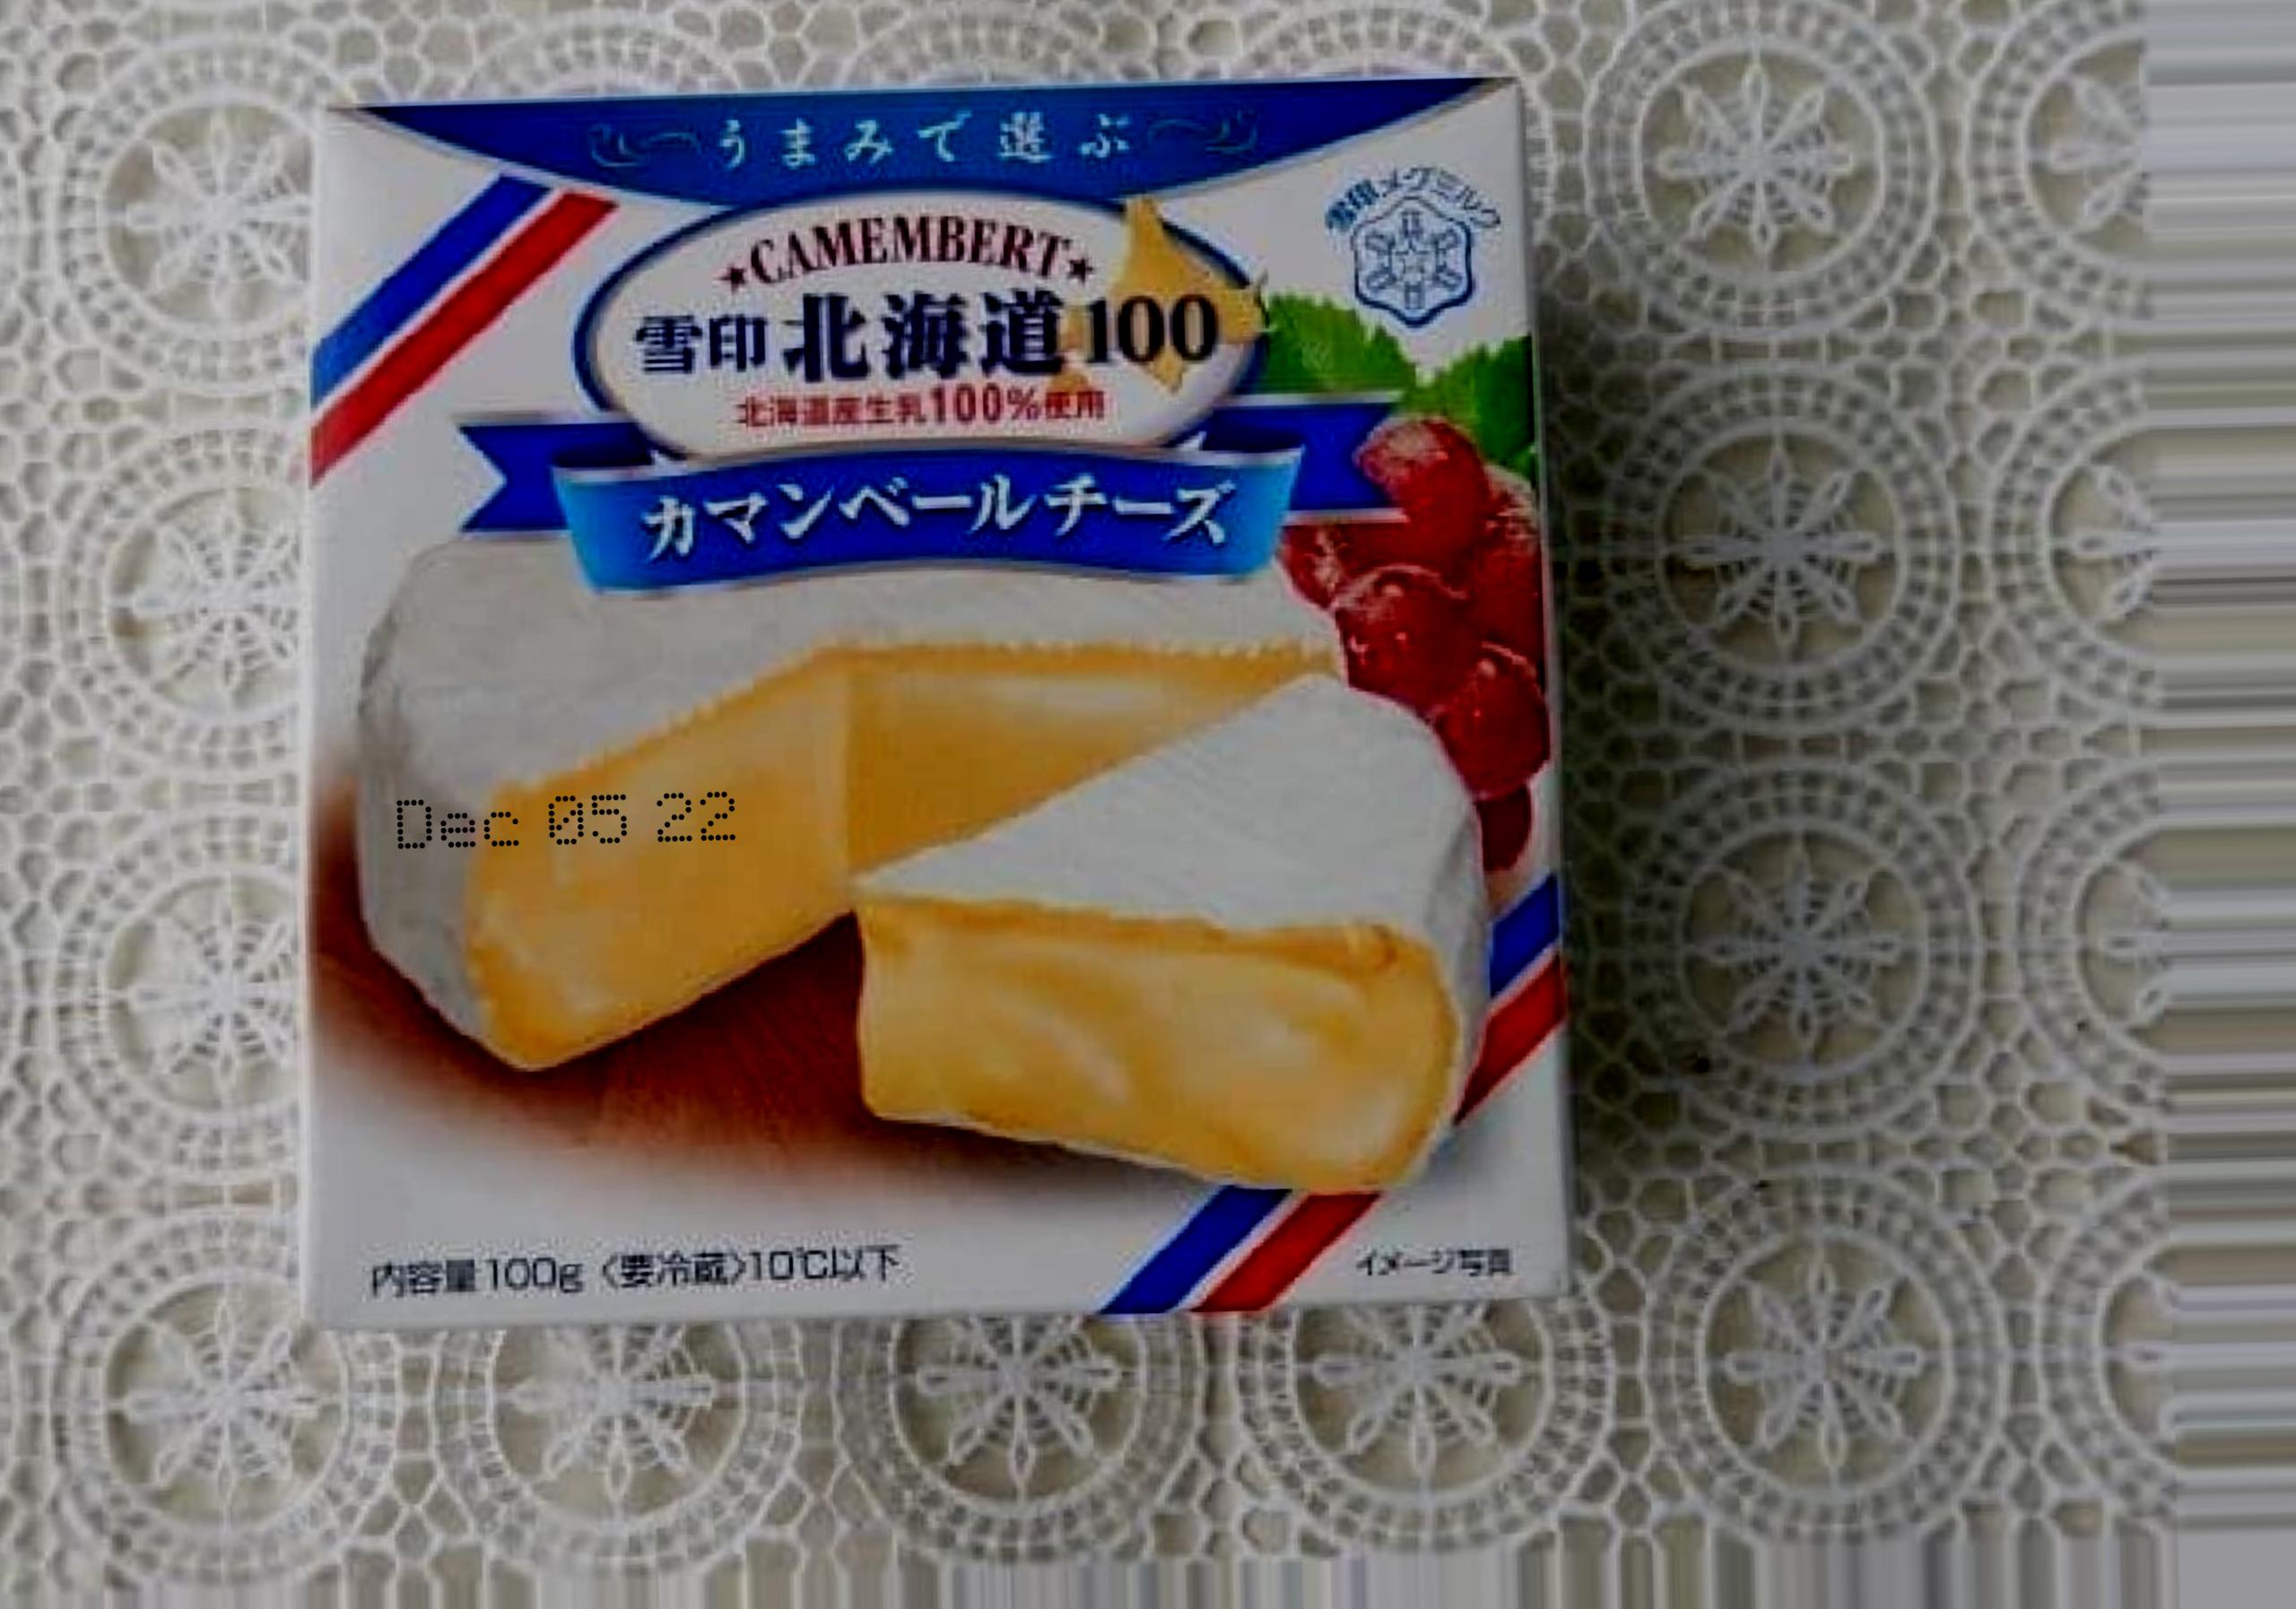 うまみで選ぶ
雪印メグミルク
★CAMEMBERT★
雪印北海道100
北海道産生乳100%使用
カマンベールチーズ
Dec 05 22
内容量100g〈要冷蔵〉10℃以下
イメージ写真